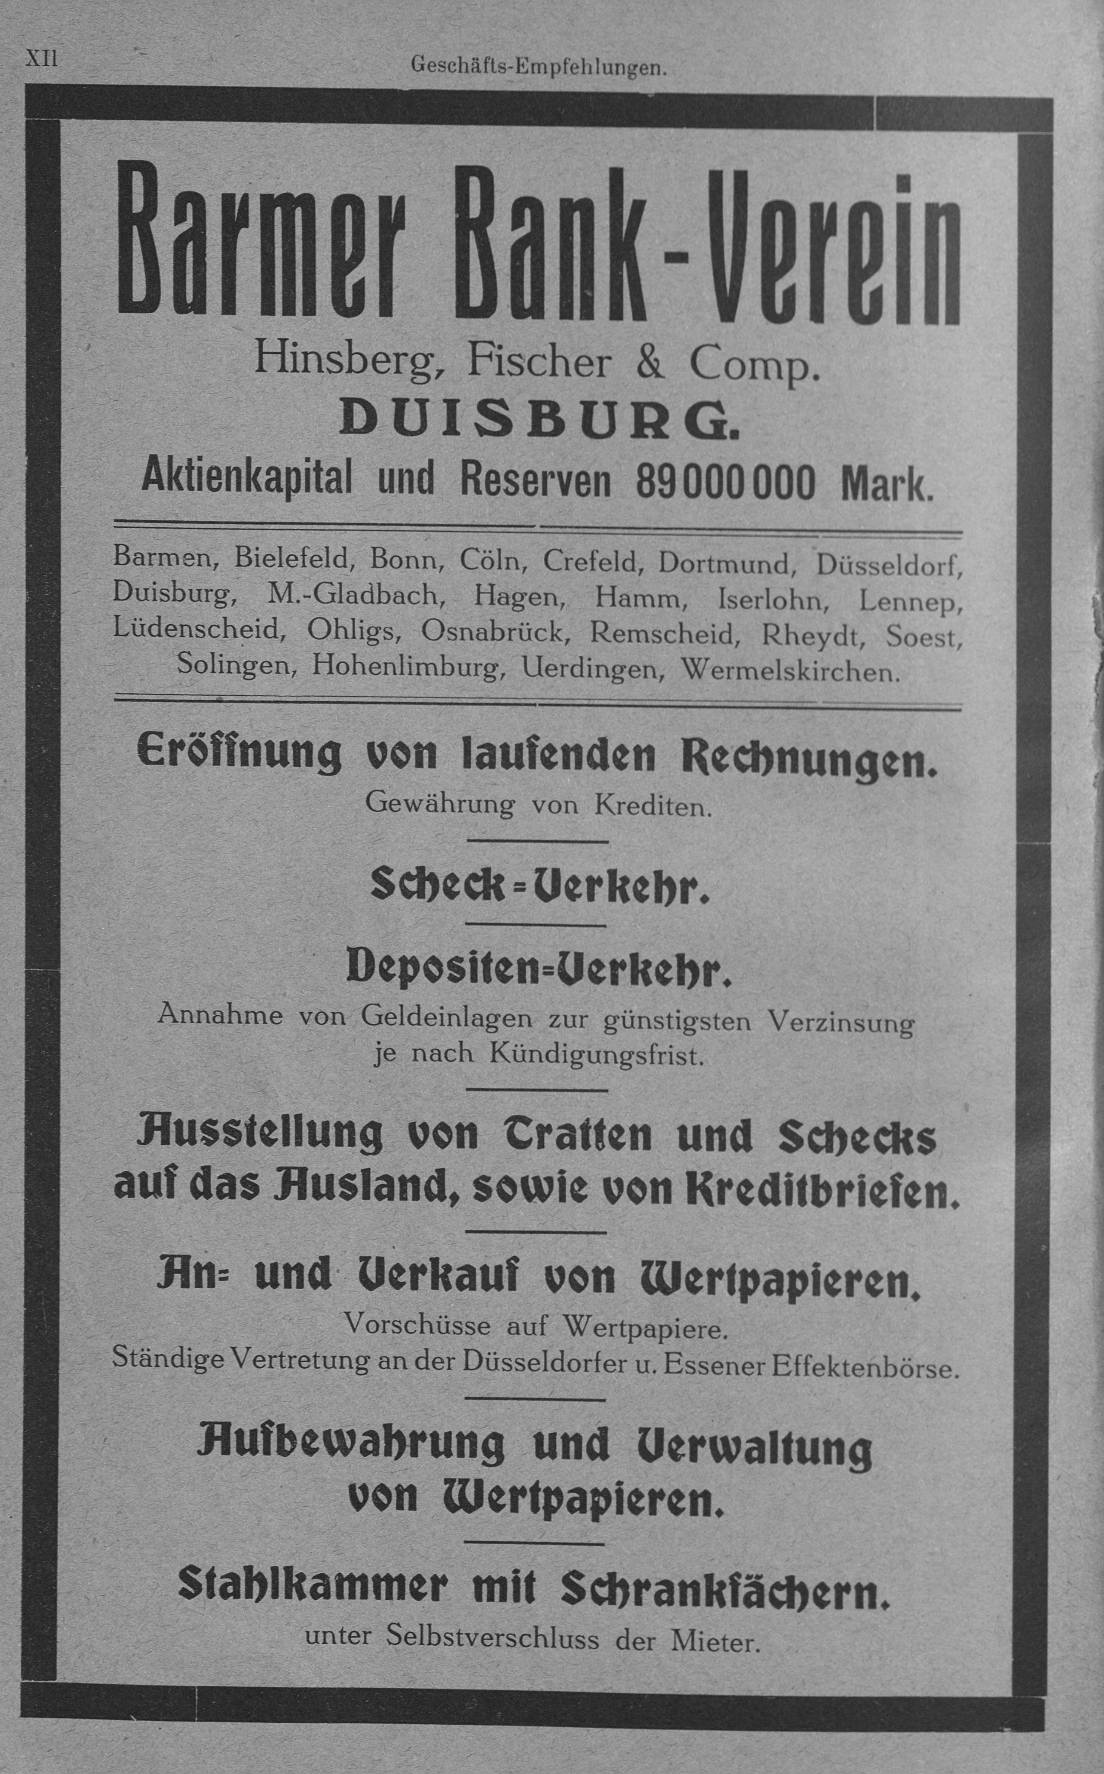 XII
Geschäfts-Empfehlungen.
Barmer Bank-Verein
Hinsberg, Fischer & Comp.
DUISBURG.
Aktienkapital und Reserven 89 000 000 Mark.
Barmen, Bielefeld, Bonn, Cöln, Crefeld, Dortmund, Düsseldorf,
Duisburg, M.-Gladbach, Hagen, Hamm, Iserlohn, Lennep,
Lüdenscheid, Ohligs, Osnabrück, Remscheid, Rheydt, Soest,
Solingen, Hohenlimburg, Uerdingen, Wermelskirchen.
Eröffnung von laufenden Rechnungen.
Gewährung von Krediten.
Scheck-Verkehr.
Depositen-Verkehr.
Annahme von Geldeinlagen zur günstigsten Verzinsung
je nach Kündigungsfrist.
Ausstellung von Tratten und Schecks
auf das Ausland, sowie von Kreditbriefen.
An- und Verkauf von Wertpapieren.
Vorschüsse auf Wertpapiere.
Ständige Vertretung an der Düsseldorfer u. Essener Effektenbörse.
Aufbewahrung und Verwaltung
von Wertpapieren.
Stahlkammer mit Schrankfächern.
unter Selbstverschluss der Mieter.